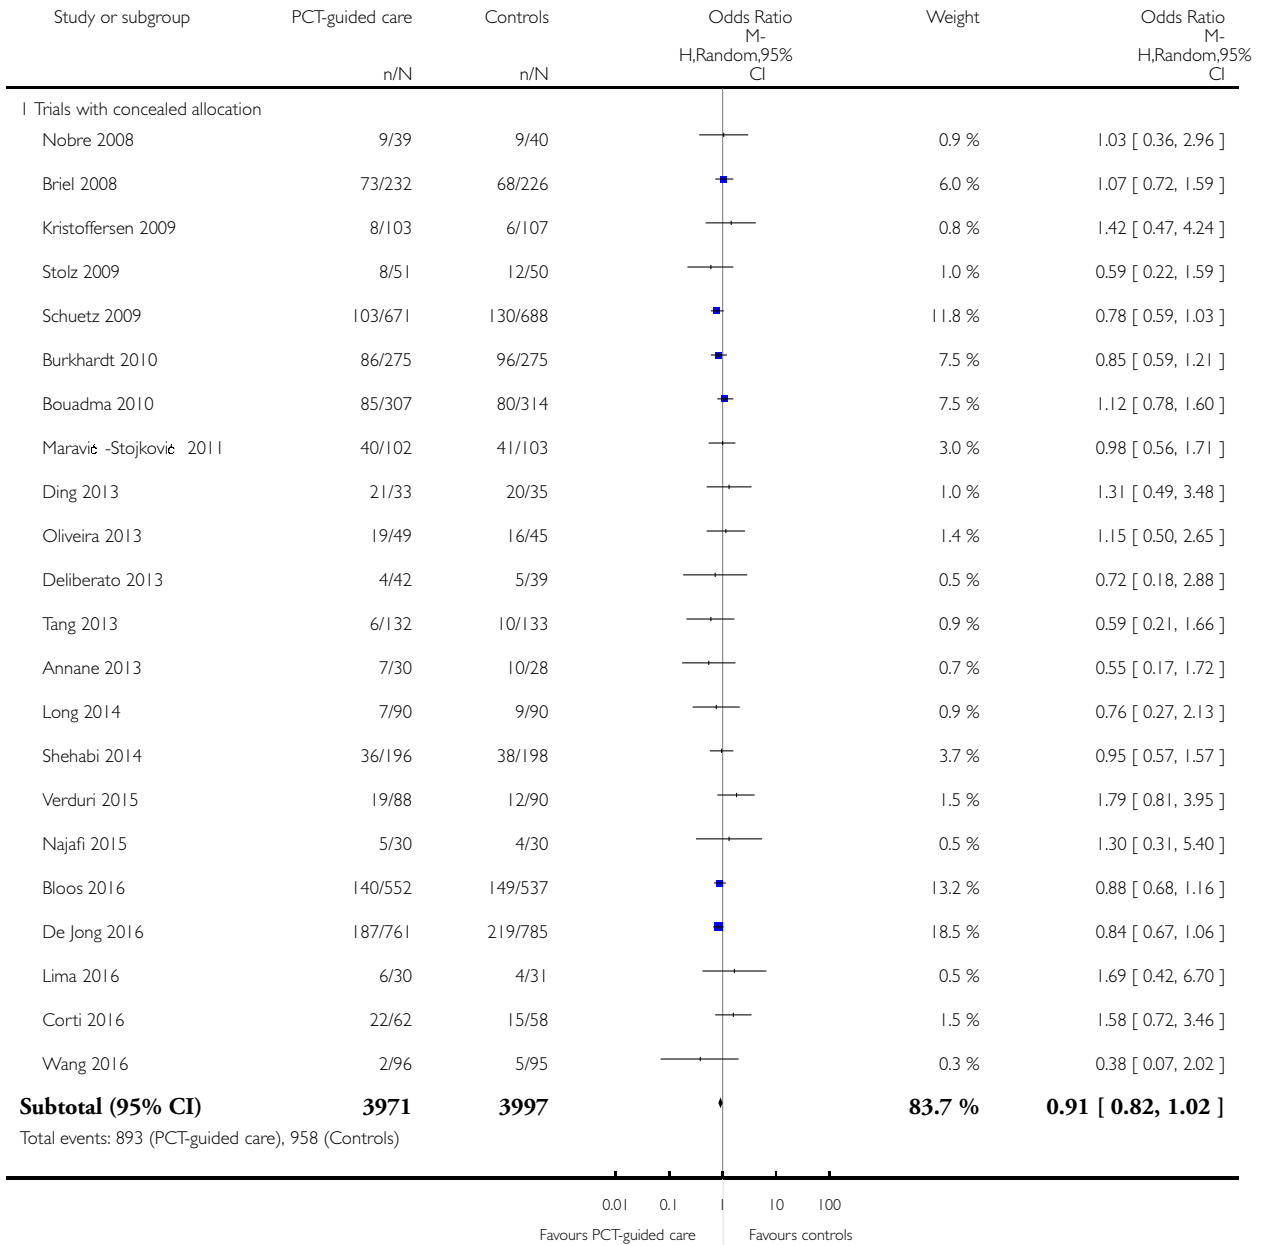 Study or subgroup PCT-guided care Controls Odds Ratio Weight Odds Ratio
M- M-
H,Random,95% H,Random,95%
n/N n/N CI CI
1 Trials with concealed allocation
Nobre 2008 9/39 9/40 0.9 % 1.03 [ 0.36, 2.96 ]
Briel 2008 73/232 68/226 6.0 % 1.07 [ 0.72, 1.59 ]
Kristoffersen 2009 8/103 6/107 0.8 % 1.42 [ 0.47, 4.24 ]
Stolz 2009 8/51 12/50 1.0 % 0.59 [ 0.22, 1.59 ]
Schuetz 2009 103/671 130/688 11.8 % 0.78 [ 0.59, 1.03 ]
Burkhardt 2010 86/275 96/275 7.5 % 0.85 [ 0.59, 1.21 ]
Bouadma 2010 85/307 80/314 7.5 % 1.12 [ 0.78, 1.60 ]
Maravić -Stojković 2011 40/102 41/103 3.0 % 0.98 [ 0.56, 1.71 ]
Ding 2013 21/33 20/35 1.0 % 1.31 [ 0.49, 3.48 ]
Oliveira 2013 19/49 16/45 1.4 % 1.15 [ 0.50, 2.65 ]
Deliberato 2013 4/42 5/39 0.5 % 0.72 [ 0.18, 2.88 ]
Tang 2013 6/132 10/133 0.9 % 0.59 [ 0.21, 1.66 ]
Annane 2013 7/30 10/28 0.7 % 0.55 [ 0.17, 1.72 ]
Long 2014 7/90 9/90 0.9 % 0.76 [ 0.27, 2.13 ]
Shehabi 2014 36/196 38/198 3.7 % 0.95 [ 0.57, 1.57 ]
Verduri 2015 19/88 12/90 1.5 % 1.79 [ 0.81, 3.95 ]
Najafi 2015 5/30 4/30 0.5 % 1.30 [ 0.31, 5.40 ]
Bloos 2016 140/552 149/537 13.2 % 0.88 [ 0.68, 1.16 ]
De Jong 2016 187/761 219/785 18.5 % 0.84 [ 0.67, 1.06 ]
Lima 2016 6/30 4/31 0.5 % 1.69 [ 0.42, 6.70 ]
Corti 2016 22/62 15/58 1.5 % 1.58 [ 0.72, 3.46 ]
Wang 2016 2/96 5/95 0.3 % 0.38 [ 0.07, 2.02 ]
Subtotal (95% CI) 3971 3997 83.7 % 0.91 [ 0.82, 1.02 ]
Total events: 893 (PCT-guided care), 958 (Controls)
0.01 0.1 1 10 100
Favours PCT-guided care Favours controls